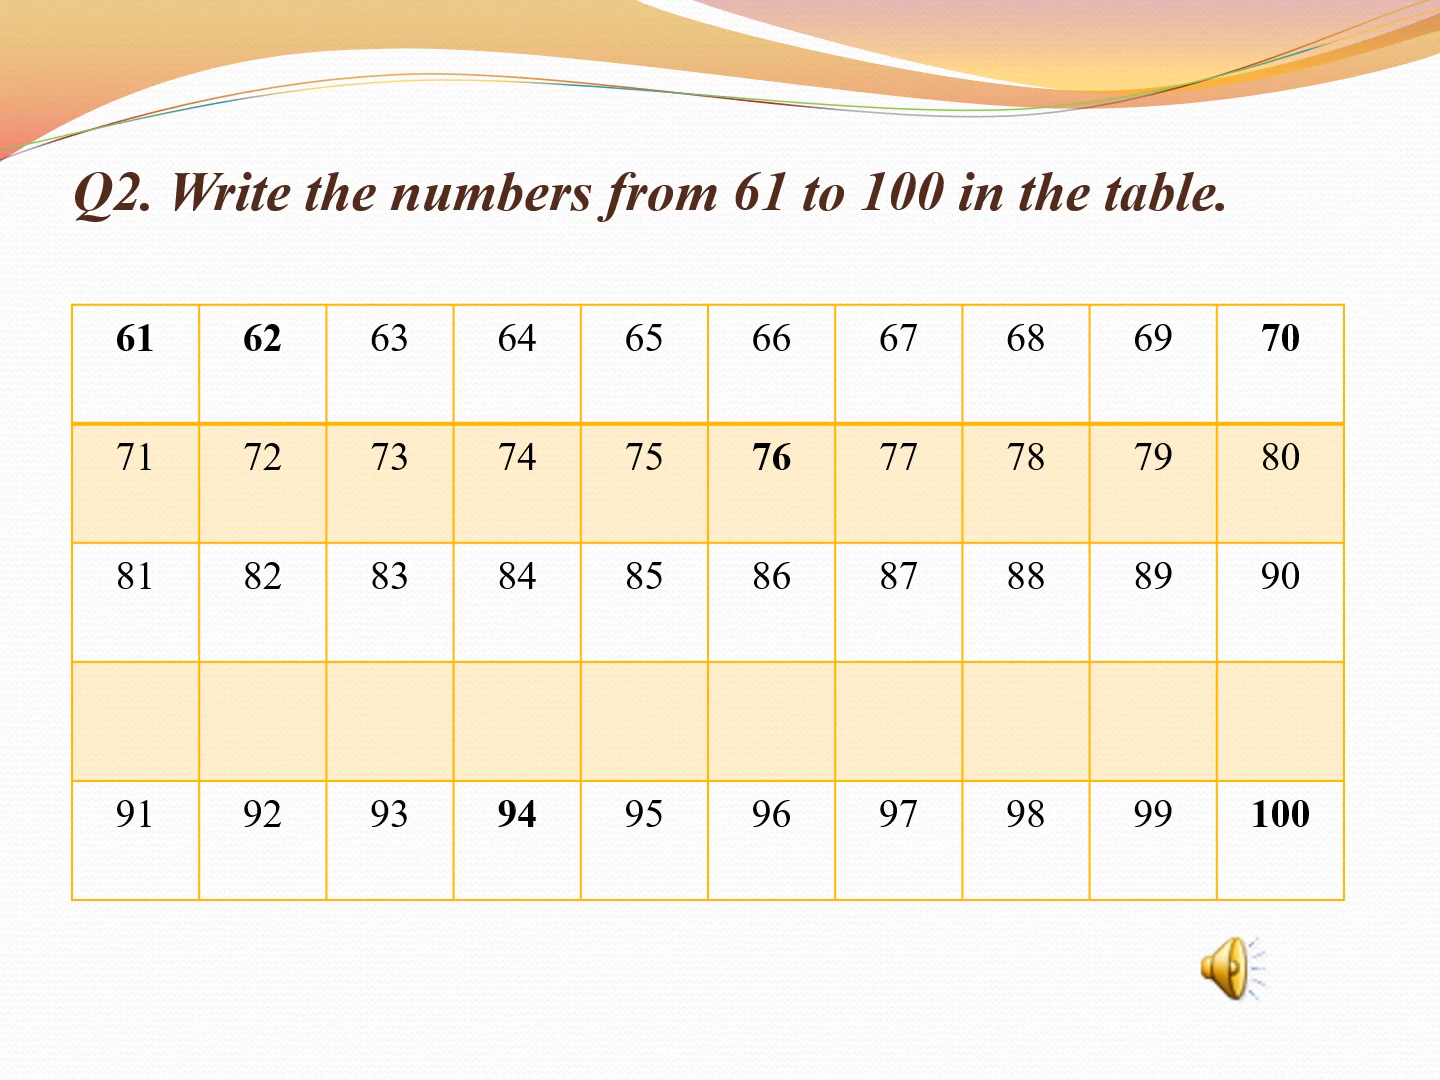 Q2. Write the numbers from 61 to 100 in the table.
61 62 63 64 65 66 67 68 69 70
71 72 73 74 75 76 77 78 79 80
81 82 83 84 85 86 87 88 89 90
91 92 93 94 95 96 97 98 99 100